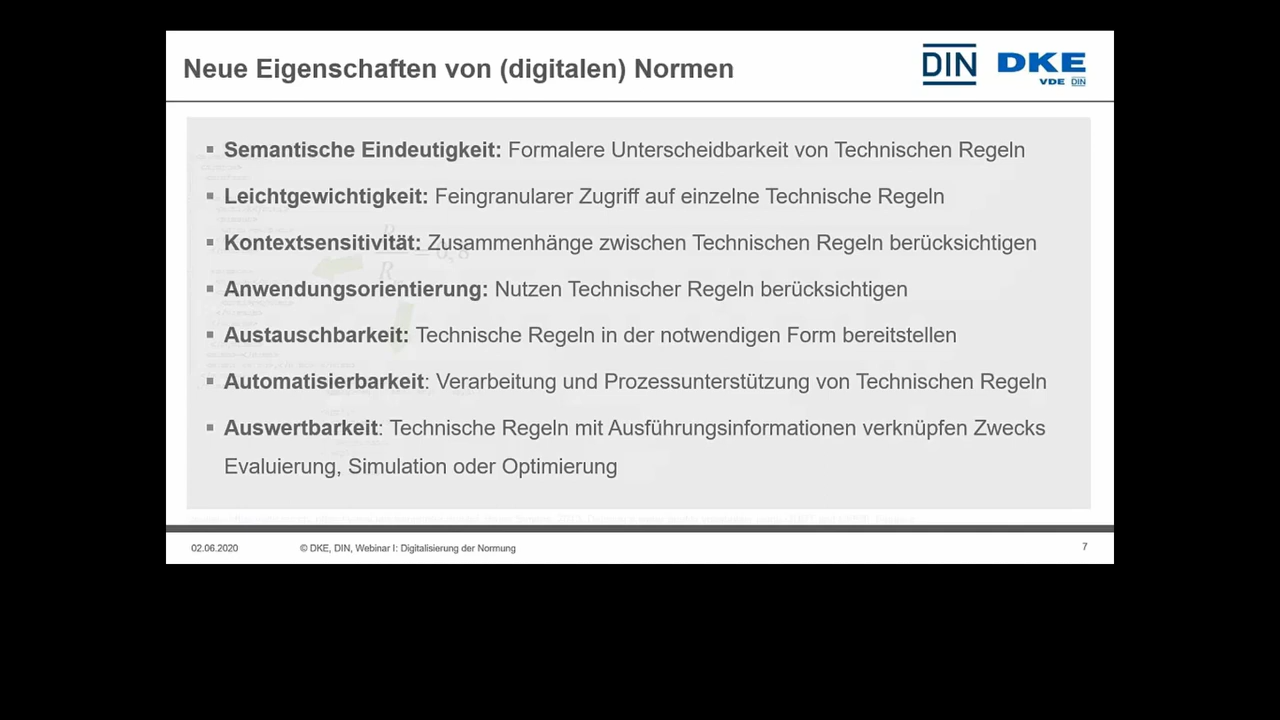 Neue Eigenschaften von (digitalen) Normen
DIN
DKE
VDE DIN
▪ Semantische Eindeutigkeit: Formalere Unterscheidbarkeit von Technischen Regeln
▪ Leichtgewichtigkeit: Feingranularer Zugriff auf einzelne Technische Regeln
▪ Kontextsensitivität: Zusammenhänge zwischen Technischen Regeln berücksichtigen
▪ Anwendungsorientierung: Nutzen Technischer Regeln berücksichtigen
▪ Austauschbarkeit: Technische Regeln in der notwendigen Form bereitstellen
▪ Automatisierbarkeit: Verarbeitung und Prozessunterstützung von Technischen Regeln
▪ Auswertbarkeit: Technische Regeln mit Ausführungsinformationen verknüpfen Zwecks
Evaluierung, Simulation oder Optimierung
02.06.2020
© DKE, DIN, Webinar I: Digitalisierung der Normung
7